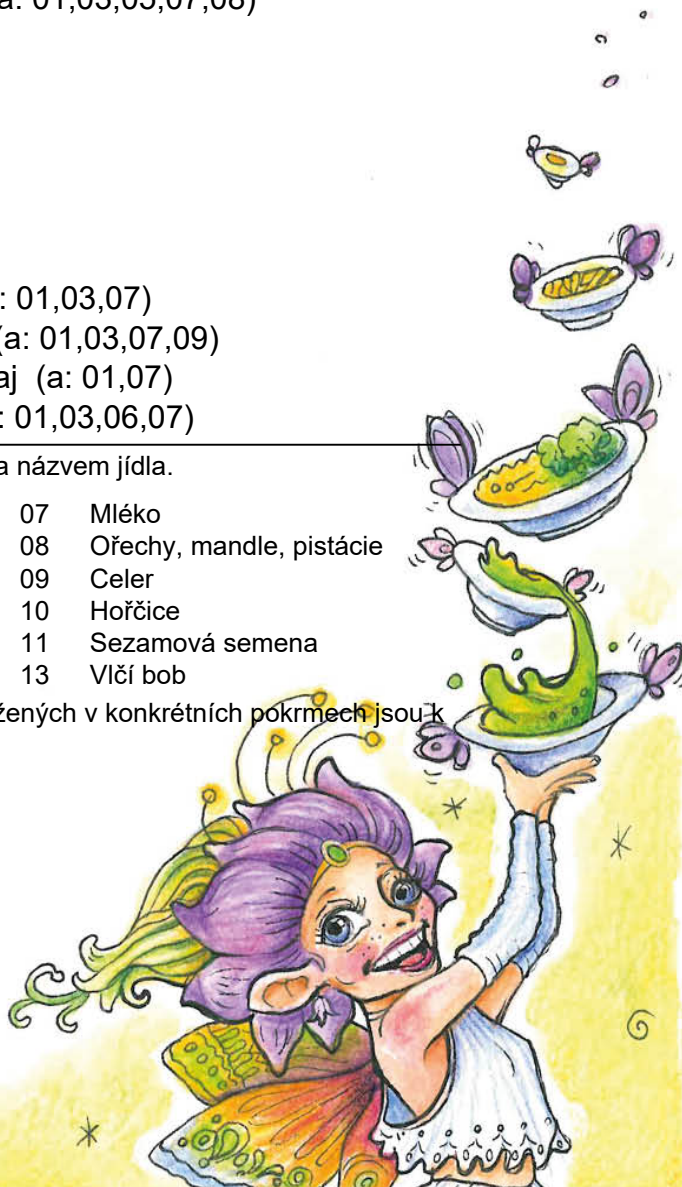 a: 01,03,05,07,08)
: 01,03,07)
(a: 01,03,07,09)
aj (a: 01,07)
: 01,03,06,07)
a názvem jídla.
07 Mléko
08 Ořechy, mandle, pistácie
09 Celer
10 Hořčice
11 Sezamová semena
13 Vlčí bob
žených v konkrétních pokrmech jsou k